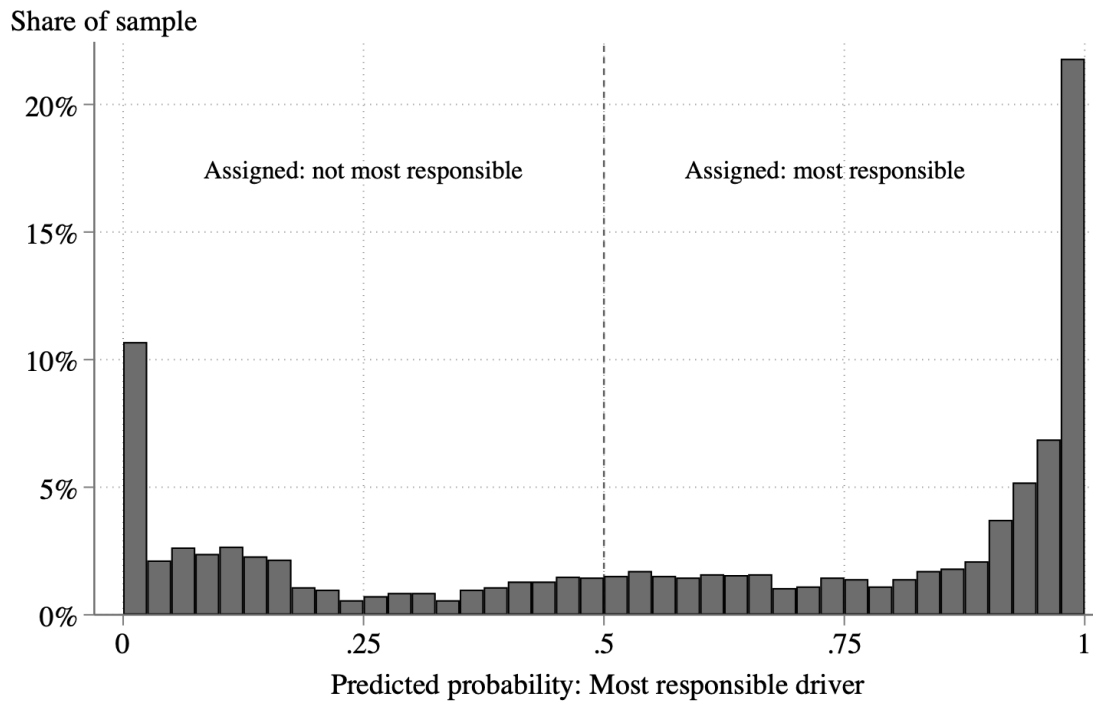 Share of sample
20%
Assigned: not most responsible
Assigned: most responsible
15%
10%
5%
0%
0
.25
.5
.75
1
Predicted probability: Most responsible driver